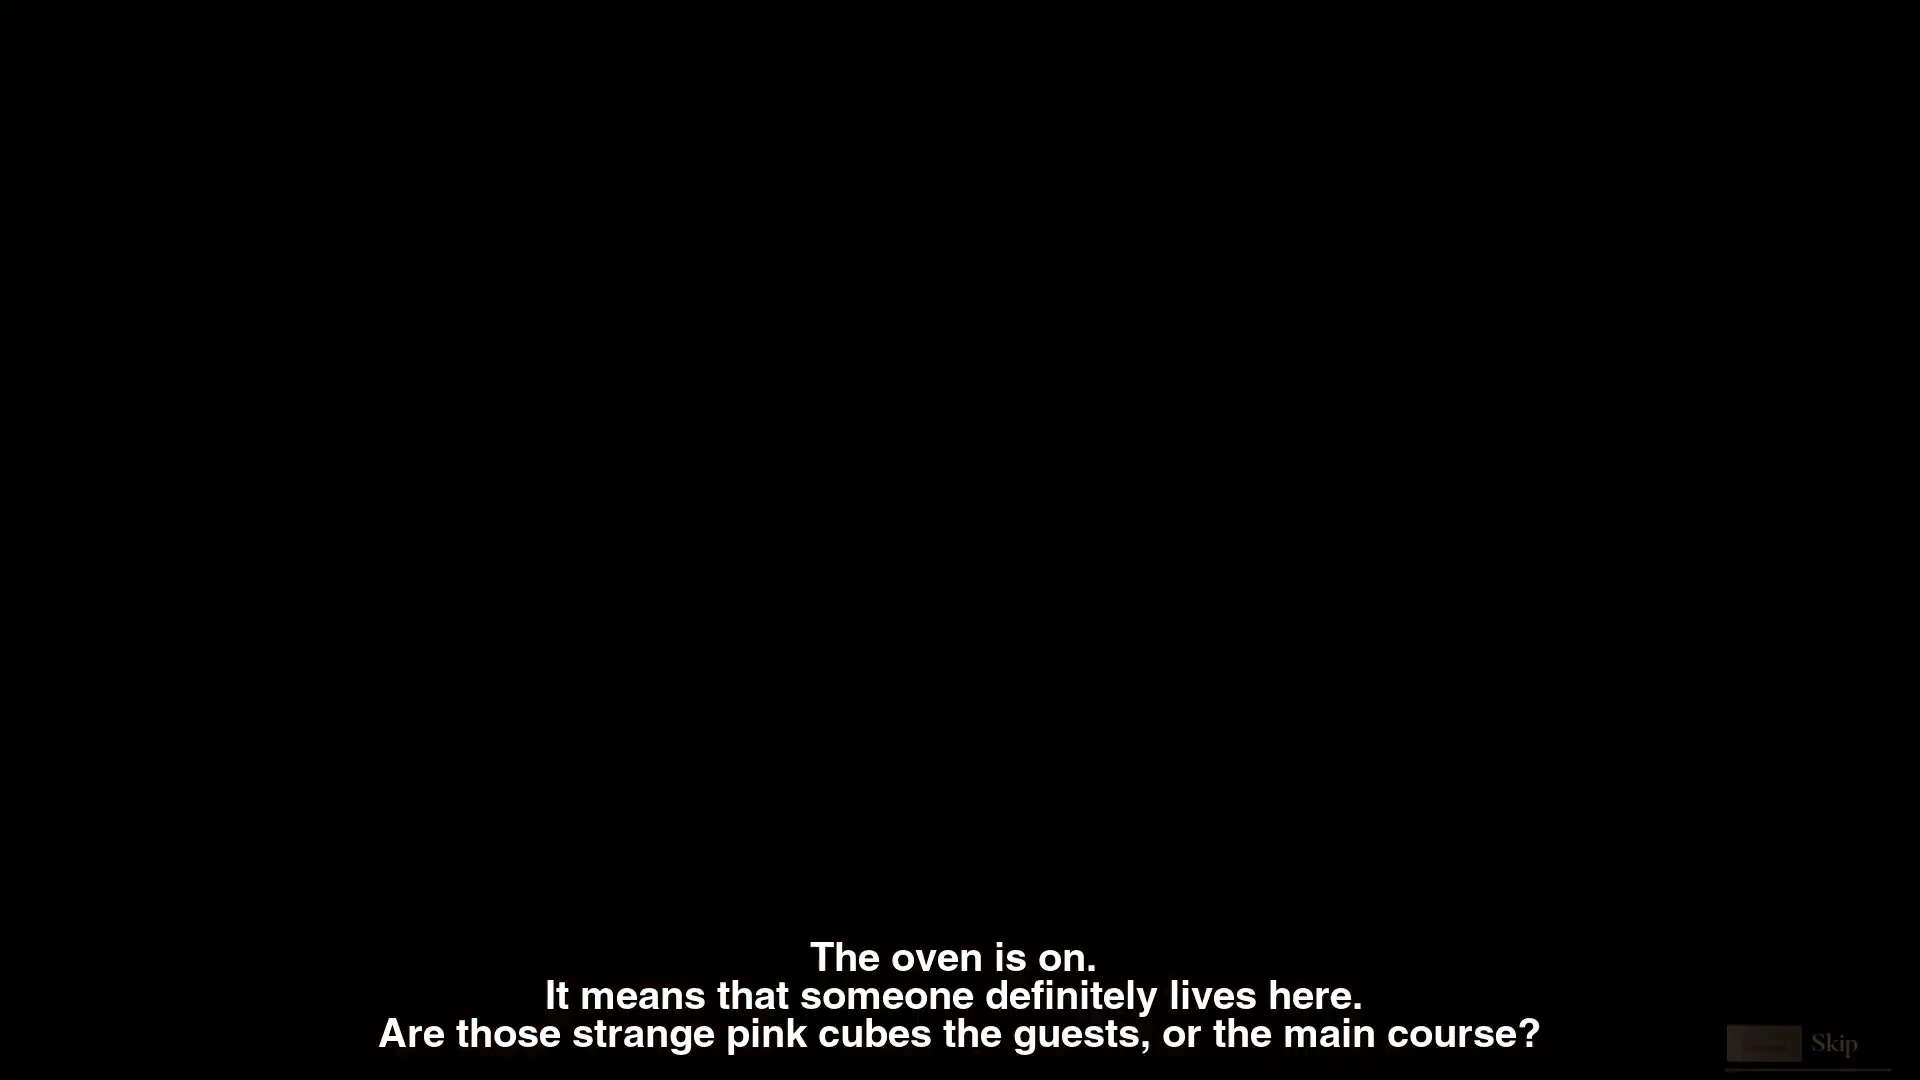 The oven is on.
It means that someone definitely lives here.
Are those strange pink cubes the guests, or the main course?
Skip